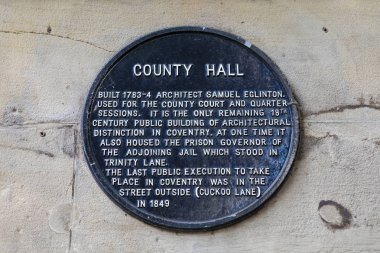 COUNTY HALL
BUILT 1783-4 ARCHITECT SAMUEL EGLINTON.
USED FOR THE COUNTY COURT AND QUARTER
SESSIONS. IT IS THE ONLY REMAINING 18TH
CENTURY PUBLIC BUILDING OF ARCHITECTURAL
DISTINCTION IN COVENTRY. AT ONE TIME IT
ALSO HOUSED THE PRISON GOVERNOR OF
THE ADJOINING JAIL WHICH STOOD IN
TRINITY LANE.
THE LAST PUBLIC EXECUTION TO TAKE
PLACE IN COVENTRY WAS IN THE
STREET OUTSIDE (CUCKOO LANE)
IN 1849